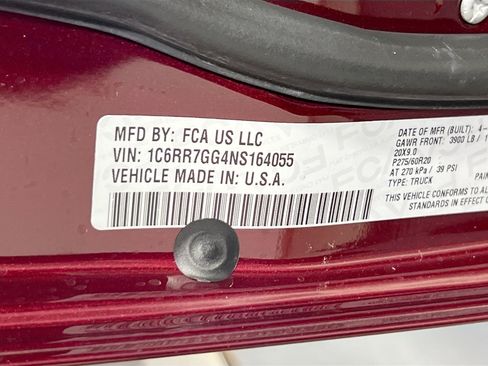 MFD BY: FCA US LLC
VIN: 1C6RR7GG4NS164055
VEHICLE MADE IN: U.S.A.
DATE OF MFR (BUILT): 4-
GAWR FRONT: 3900 LB /
20X9.0
P275/60R20
AT 270 kPa / 39 PSI
TYPE: TRUCK
THIS VEHICLE CONFORMS TO
STANDARDS IN EFFECT